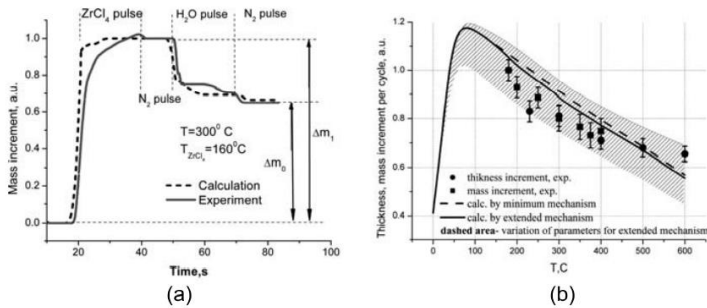 (a)
ZrCl4 pulse
H2O pulse
N2 pulse
Mass increment, a.u.
1.0
0.8
0.6
0.4
0.2
0.0
N2 pulse
T=300⁰ C
TZrCl4=160⁰C
Calculation
Experiment
Δm0
Δm1
20
40
60
80
Time,s
(a)
(b)
Thickness, mass increment per cycle, a.u.
1.2
1.0
0.8
0.6
0.4
thikness increment, exp.
mass increment, exp.
calc. by minimum mechanism
calc. by extended mechanism
dashed area- variation of parameters for extended mechanism
0
100
200
300
400
500
600
T,C
(b)